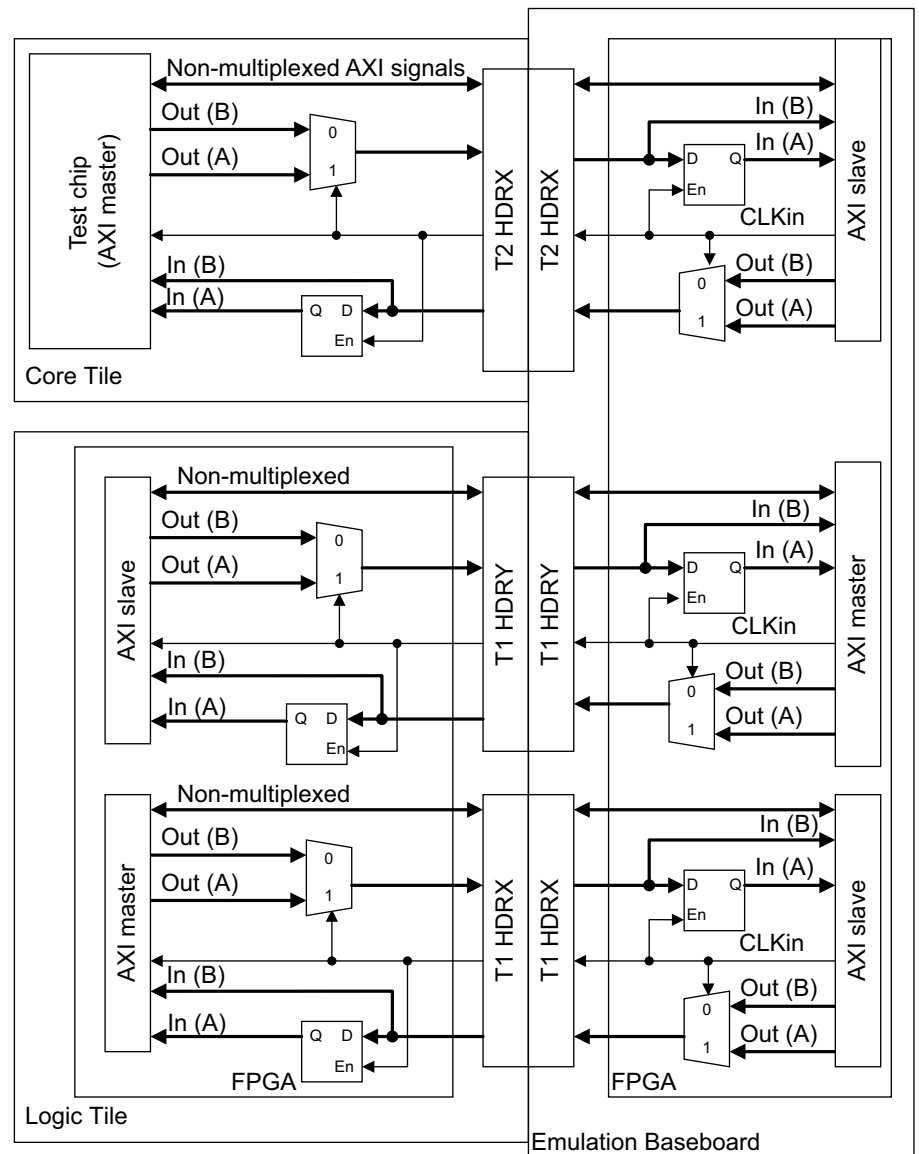 Non-multiplexed AXI signals
Out (B)
Out (A)
0
1
Test chip
(AXI master)
In (B)
In (A)
Q D
En
Core Tile
T2 HDRX
T2 HDRX
In (B)
In (A)
D Q
En
CLKin
Out (B)
Out (A)
0
1
AXI slave
Non-multiplexed
Out (B)
Out (A)
0
1
AXI slave
In (B)
In (A)
Q D
En
T1 HDRY
T1 HDRY
In (B)
In (A)
D Q
En
CLKin
Out (B)
Out (A)
0
1
AXI master
Non-multiplexed
Out (B)
Out (A)
0
1
AXI master
In (B)
In (A)
Q D
En
FPGA
Logic Tile
T1 HDRX
T1 HDRX
In (B)
In (A)
D Q
En
CLKin
Out (B)
Out (A)
0
1
AXI slave
FPGA
Emulation Baseboard